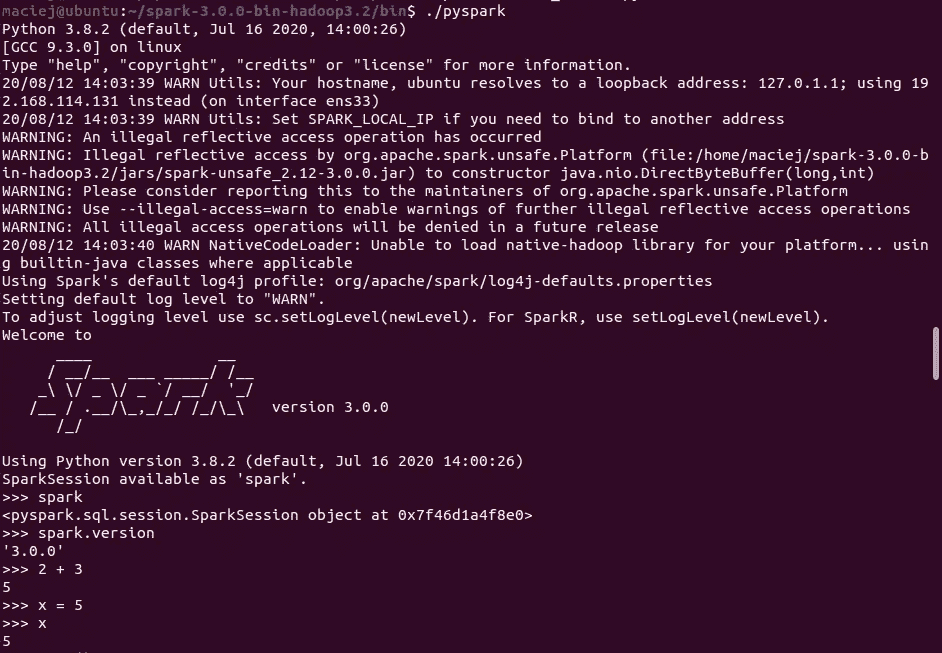 maciej@ubuntu:~/spark-3.0.0-bin-hadoop3.2/bin$ ./pyspark
Python 3.8.2 (default, Jul 16 2020, 14:00:26)
[GCC 9.3.0] on linux
Type "help", "copyright", "credits" or "license" for more information.
20/08/12 14:03:39 WARN Utils: Your hostname, ubuntu resolves to a loopback address: 127.0.1.1; using 19
2.168.114.131 instead (on interface ens33)
20/08/12 14:03:39 WARN Utils: Set SPARK_LOCAL_IP if you need to bind to another address
WARNING: An illegal reflective access operation has occurred
WARNING: Illegal reflective access by org.apache.spark.unsafe.Platform (file:/home/maciej/spark-3.0.0-b
in-hadoop3.2/jars/spark-unsafe_2.12-3.0.0.jar) to constructor java.nio.DirectByteBuffer(long,int)
WARNING: Please consider reporting this to the maintainers of org.apache.spark.unsafe.Platform
WARNING: Use --illegal-access=warn to enable warnings of further illegal reflective access operations
WARNING: All illegal access operations will be denied in a future release
20/08/12 14:03:40 WARN NativeCodeLoader: Unable to load native-hadoop library for your platform... usin
g builtin-java classes where applicable
Using Spark's default log4j profile: org/apache/spark/log4j-defaults.properties
Setting default log level to "WARN".
To adjust logging level use sc.setLogLevel(newLevel). For SparkR, use setLogLevel(newLevel).
Welcome to
      ____              __
     / __/__  ___ _____/ /__
    _\ \/ _ \/ _ `/ __/  '_/
   /__ / .__/\_,_/_/ /_/\_\   version 3.0.0
      /_/
Using Python version 3.8.2 (default, Jul 16 2020 14:00:26)
SparkSession available as 'spark'.
>>> spark
<pyspark.sql.session.SparkSession object at 0x7f46d1a4f8e0>
>>> spark.version
'3.0.0'
>>> 2 + 3
5
>>> x = 5
>>> x
5